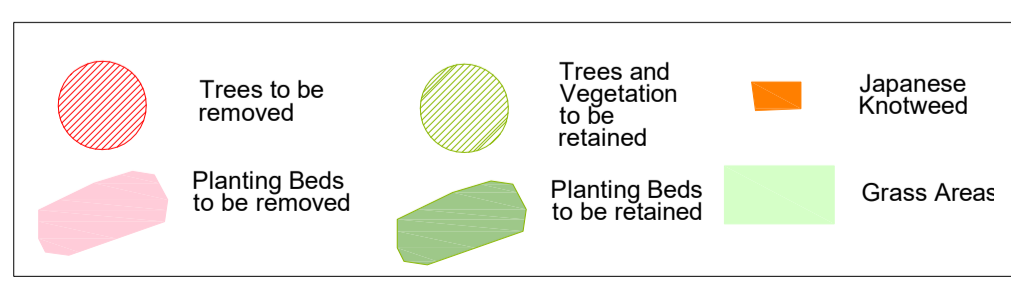 Trees to be
removed
Trees and
Vegetation
to be
retained
Japanese
Knotweed
Planting Beds
to be removed
Planting Beds
to be retained
Grass Areas